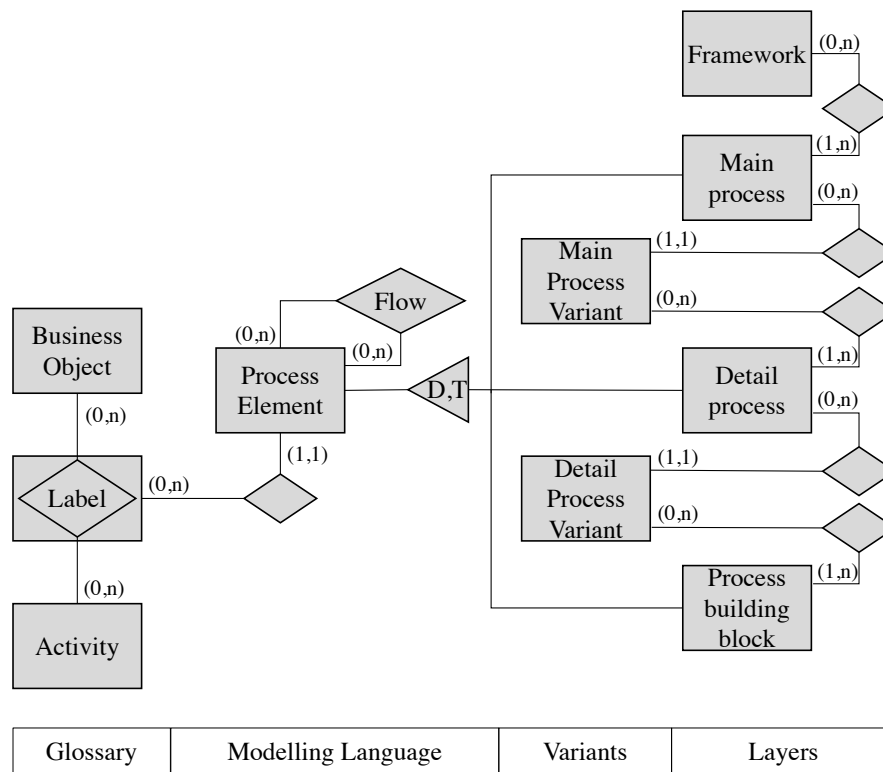 Framework
(0,n)
(1,n)
Main
process
(0,n)
(1,1)
Main
Process
Variant
(0,n)
Flow
(0,n)
(0,n)
Business
Object
Process
Element
D,T
(1,n)
Detail
process
(0,n)
(0,n)
(1,1)
(1,1)
Detail
Process
Variant
(0,n)
Label
(0,n)
(0,n)
(1,n)
Process
building
block
Activity
Glossary
Modelling Language
Variants
Layers